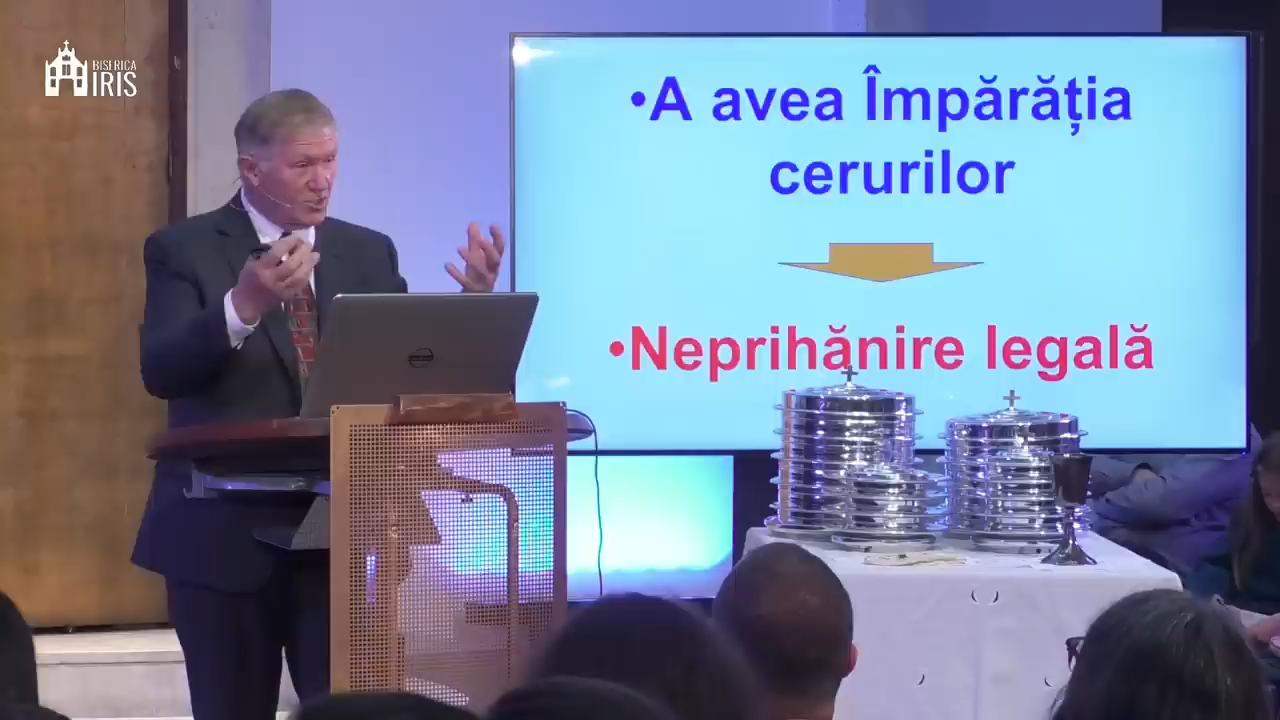 BISERICA
IRIS
•A avea Împărăția
cerurilor
•Neprihănire legală